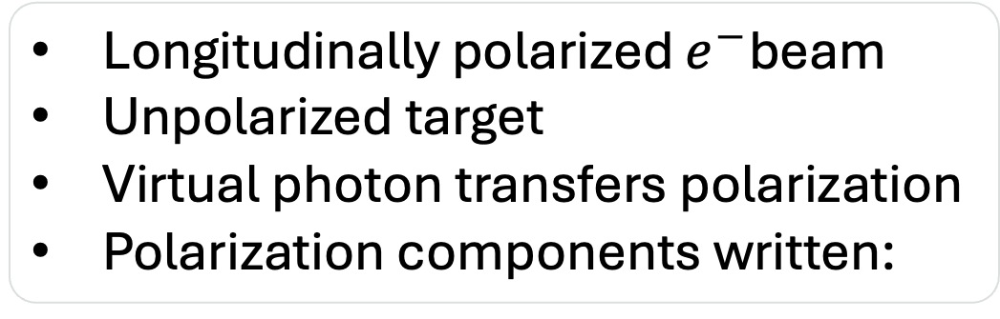 • Longitudinally polarized e⁻ beam
• Unpolarized target
• Virtual photon transfers polarization
• Polarization components written: